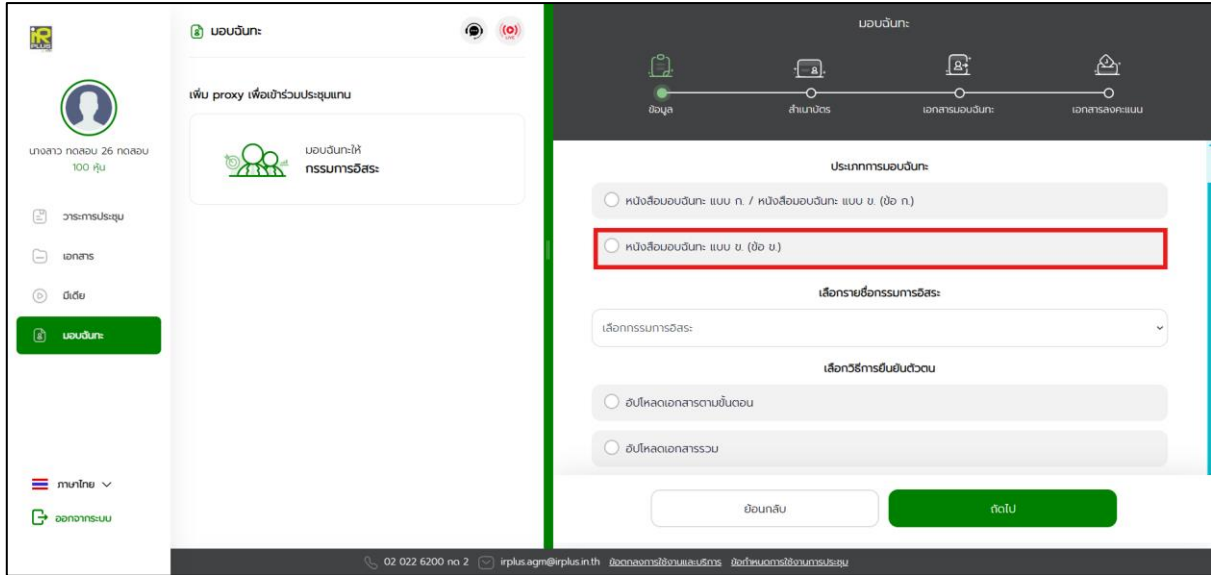 iR
PLUS
นางสาว ทดสอบ 26 ทดสอบ
100 หุ้น
วาระการประชุม
เอกสาร
มีเดีย
มอบฉันทะ
ภาษาไทย
ออกจากระบบ
มอบฉันทะ
LIVE
เพิ่ม proxy เพื่อเข้าร่วมประชุมแทน
มอบฉันทะให้
กรรมการอิสระ
มอบฉันทะ
ข้อมูล
สำเนาบัตร
เอกสารมอบฉันทะ
เอกสารลงคะแนน
ประเภทการมอบฉันทะ
หนังสือมอบฉันทะ แบบ ก. / หนังสือมอบฉันทะ แบบ ข. (ข้อ ก.)
หนังสือมอบฉันทะ แบบ ข. (ข้อ ข.)
เลือกรายชื่อกรรมการอิสระ
เลือกกรรมการอิสระ
เลือกวิธีการยืนยันตัวตน
อัปโหลดเอกสารตามขั้นตอน
อัปโหลดเอกสารรวม
ย้อนกลับ
ถัดไป
02 022 6200 กด 2 irplus.agm@irplus.in.th ข้อตกลงการใช้งานและบริการ ข้อกำหนดการใช้งานการประชุม